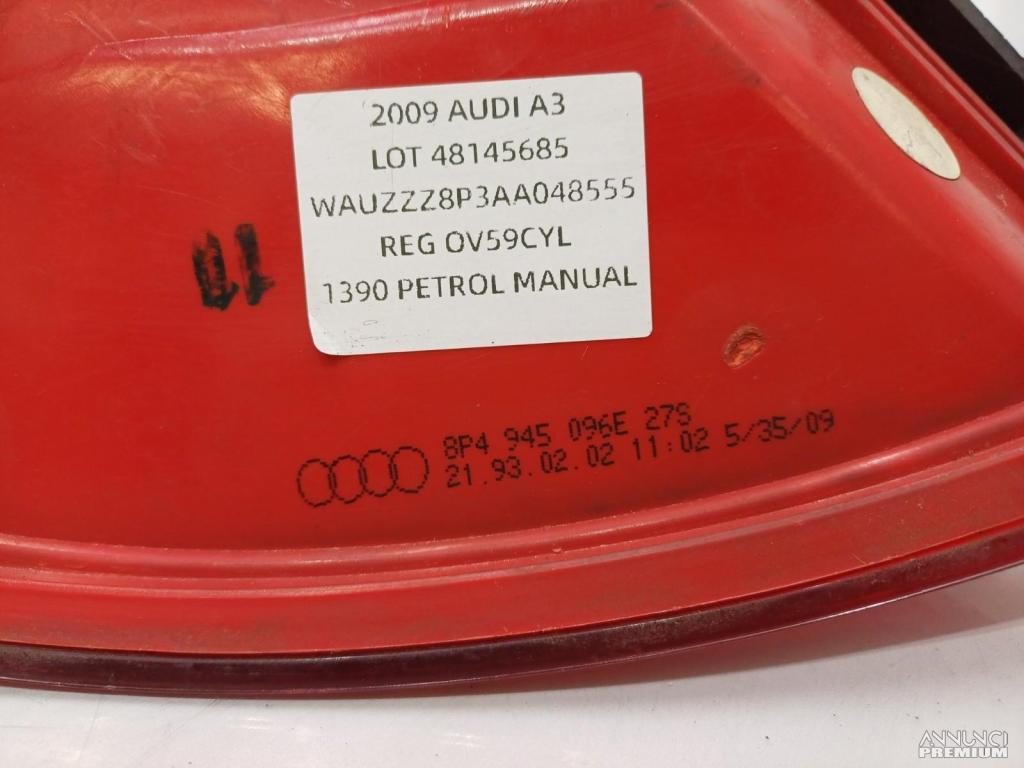 2009 AUDI A3
LOT 48145685
WAUZZZ8P3AA048555
REG OV59CYL
1390 PETROL MANUAL
11
8P4 945 096E 27S
21.93.02.02 11:02 5/35/09
ANNUNCI
PREMIUM